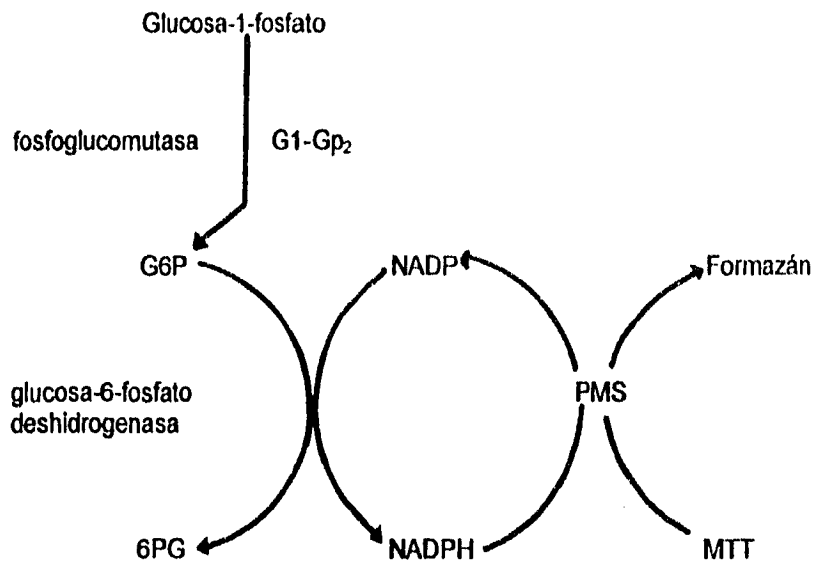 Glucosa-1-fosfato
fosfoglucomutasa G1-Gp₂
G6P NADP Formazán
glucosa-6-fosfato
deshidrogenasa
PMS
6PG NADPH MTT